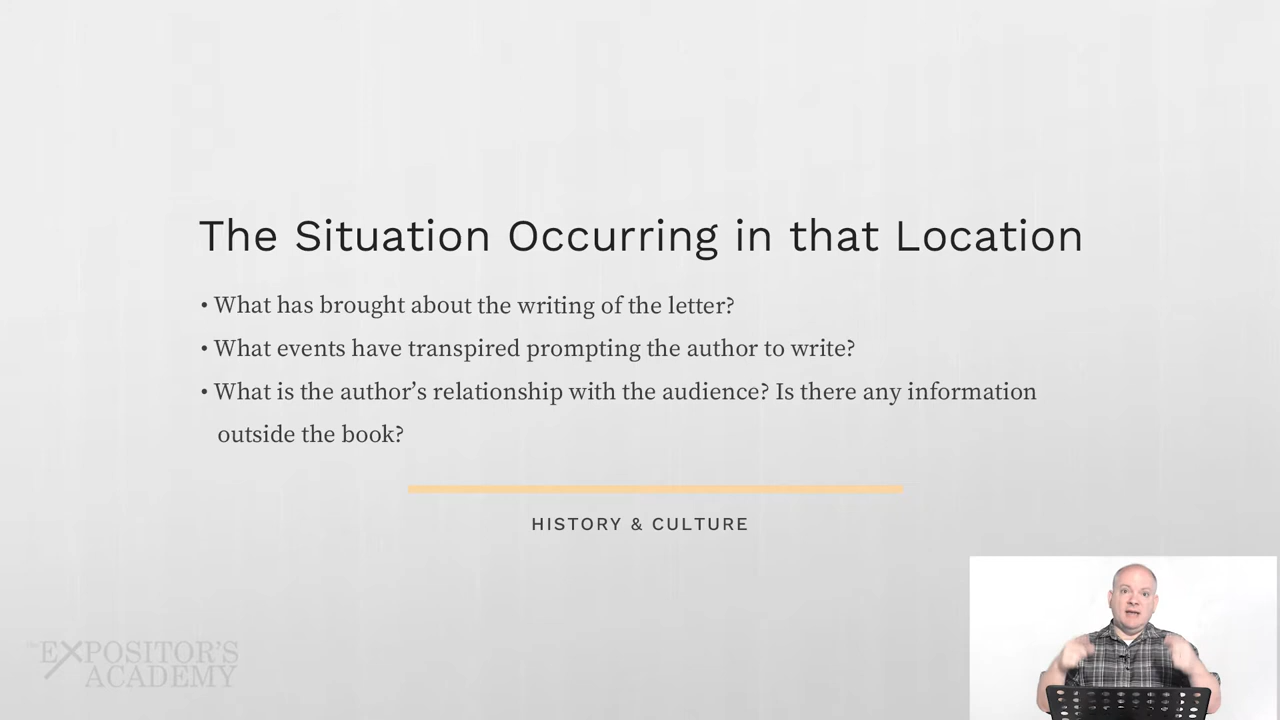 The Situation Occurring in that Location
• What has brought about the writing of the letter?
• What events have transpired prompting the author to write?
• What is the author’s relationship with the audience? Is there any information
outside the book?
HISTORY & CULTURE
the EXPOSITOR'S
ACADEMY